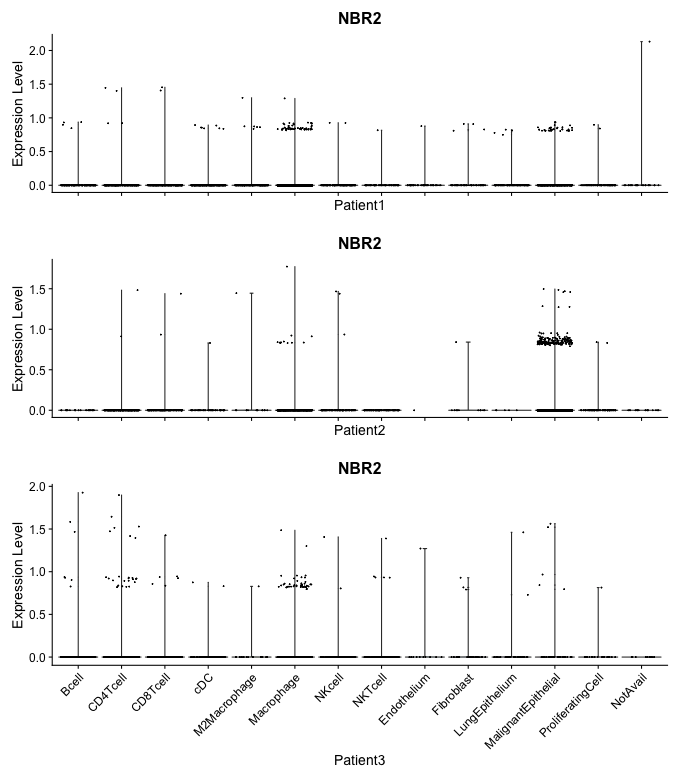 NBR2
Expression Level
2.0
1.5
1.0
0.5
0.0
Patient1
NBR2
Expression Level
1.5
1.0
0.5
0.0
Patient2
NBR2
Expression Level
2.0
1.5
1.0
0.5
0.0
Bcell
CD4Tcell
CD8Tcell
cDC
M2Macrophage
Macrophage
NKcell
NKTcell
Endothelium
Fibroblast
LungEpithelium
MalignantEpithelial
ProliferatingCell
NotAvail
Patient3